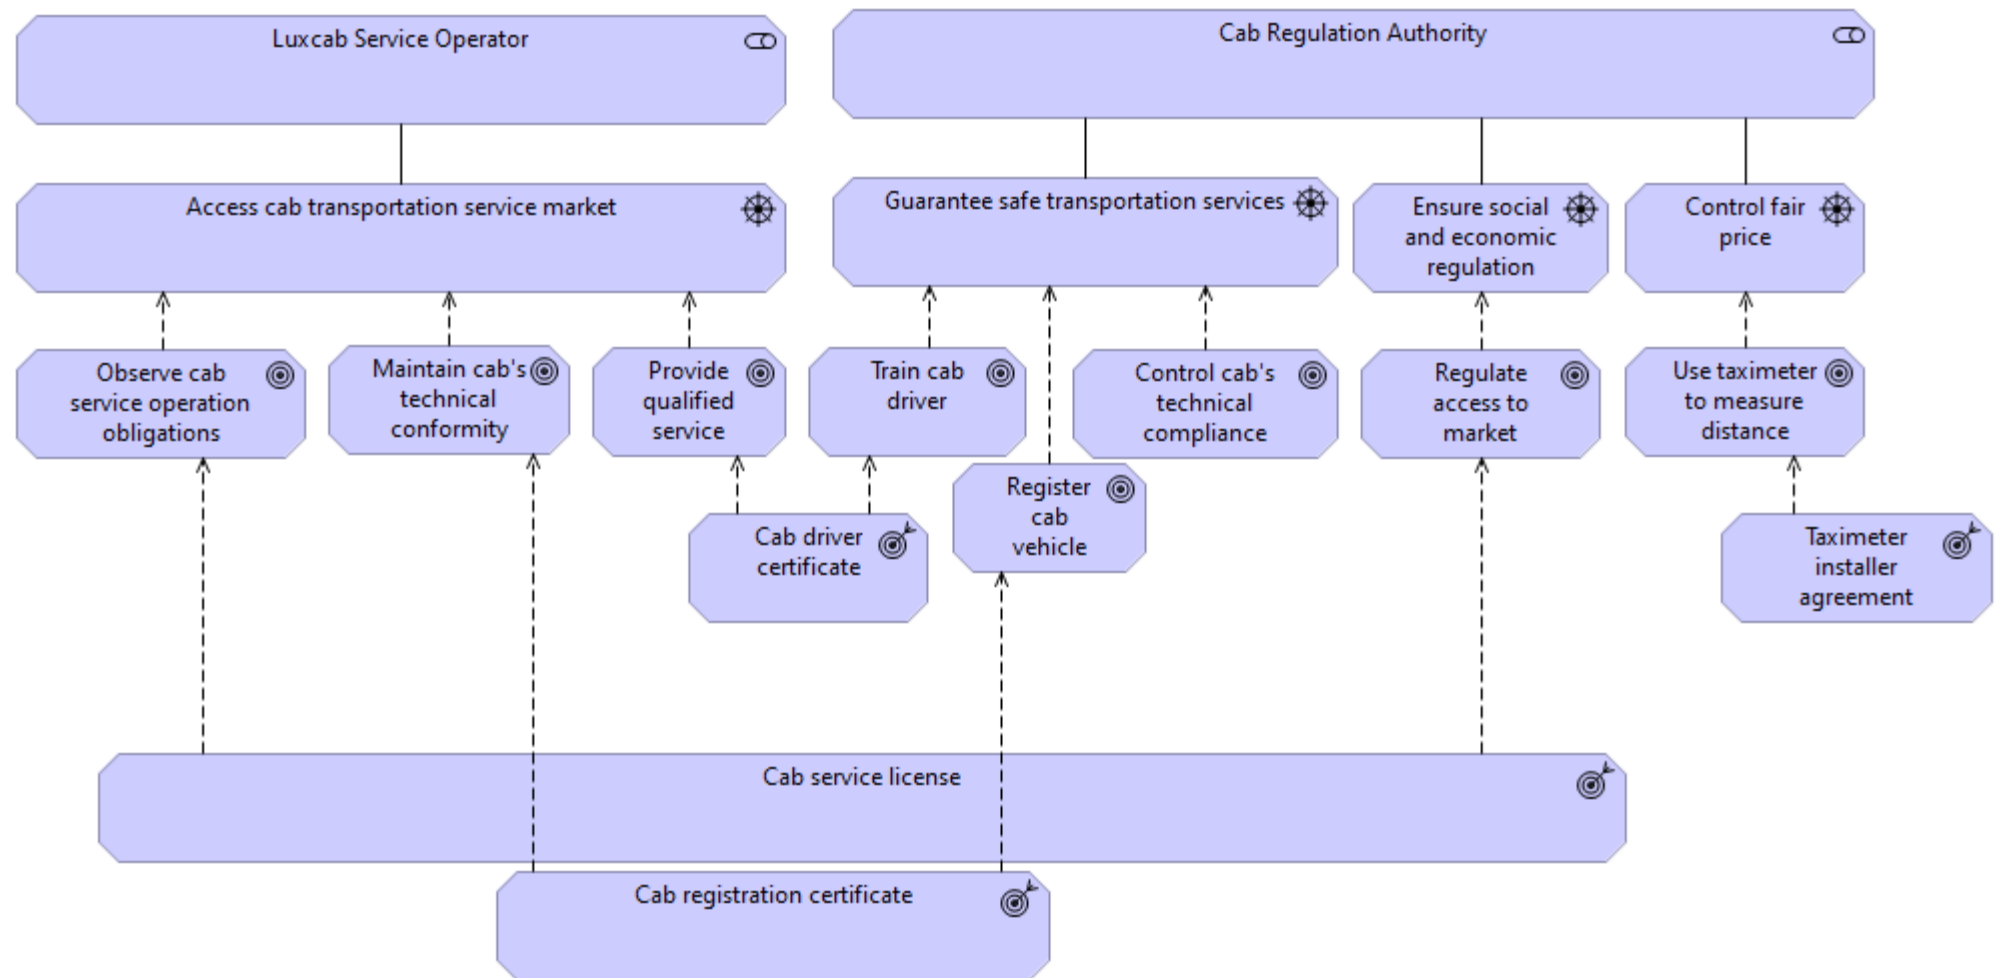 Luxcab Service Operator
Cab Regulation Authority
Access cab transportation service market
Guarantee safe transportation services
Ensure social
and economic
regulation
Control fair
price
Observe cab
service operation
obligations
Maintain cab's
technical
conformity
Provide
qualified
service
Train cab
driver
Control cab's
technical
compliance
Regulate
access to
market
Use taximeter
to measure
distance
Register
cab
vehicle
Cab driver
certificate
Taximeter
installer
agreement
Cab service license
Cab registration certificate